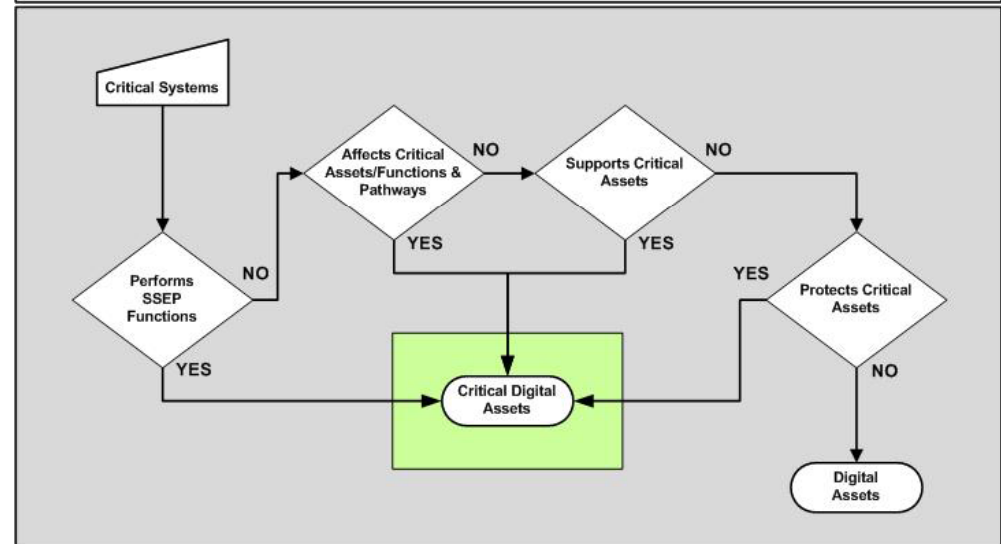 Critical Systems
Affects Critical
Assets/Functions &
Pathways
NO
Supports Critical
Assets
NO
YES
YES
Performs
SSEP
Functions
NO
YES
YES
Protects Critical
Assets
NO
Critical Digital
Assets
Digital
Assets